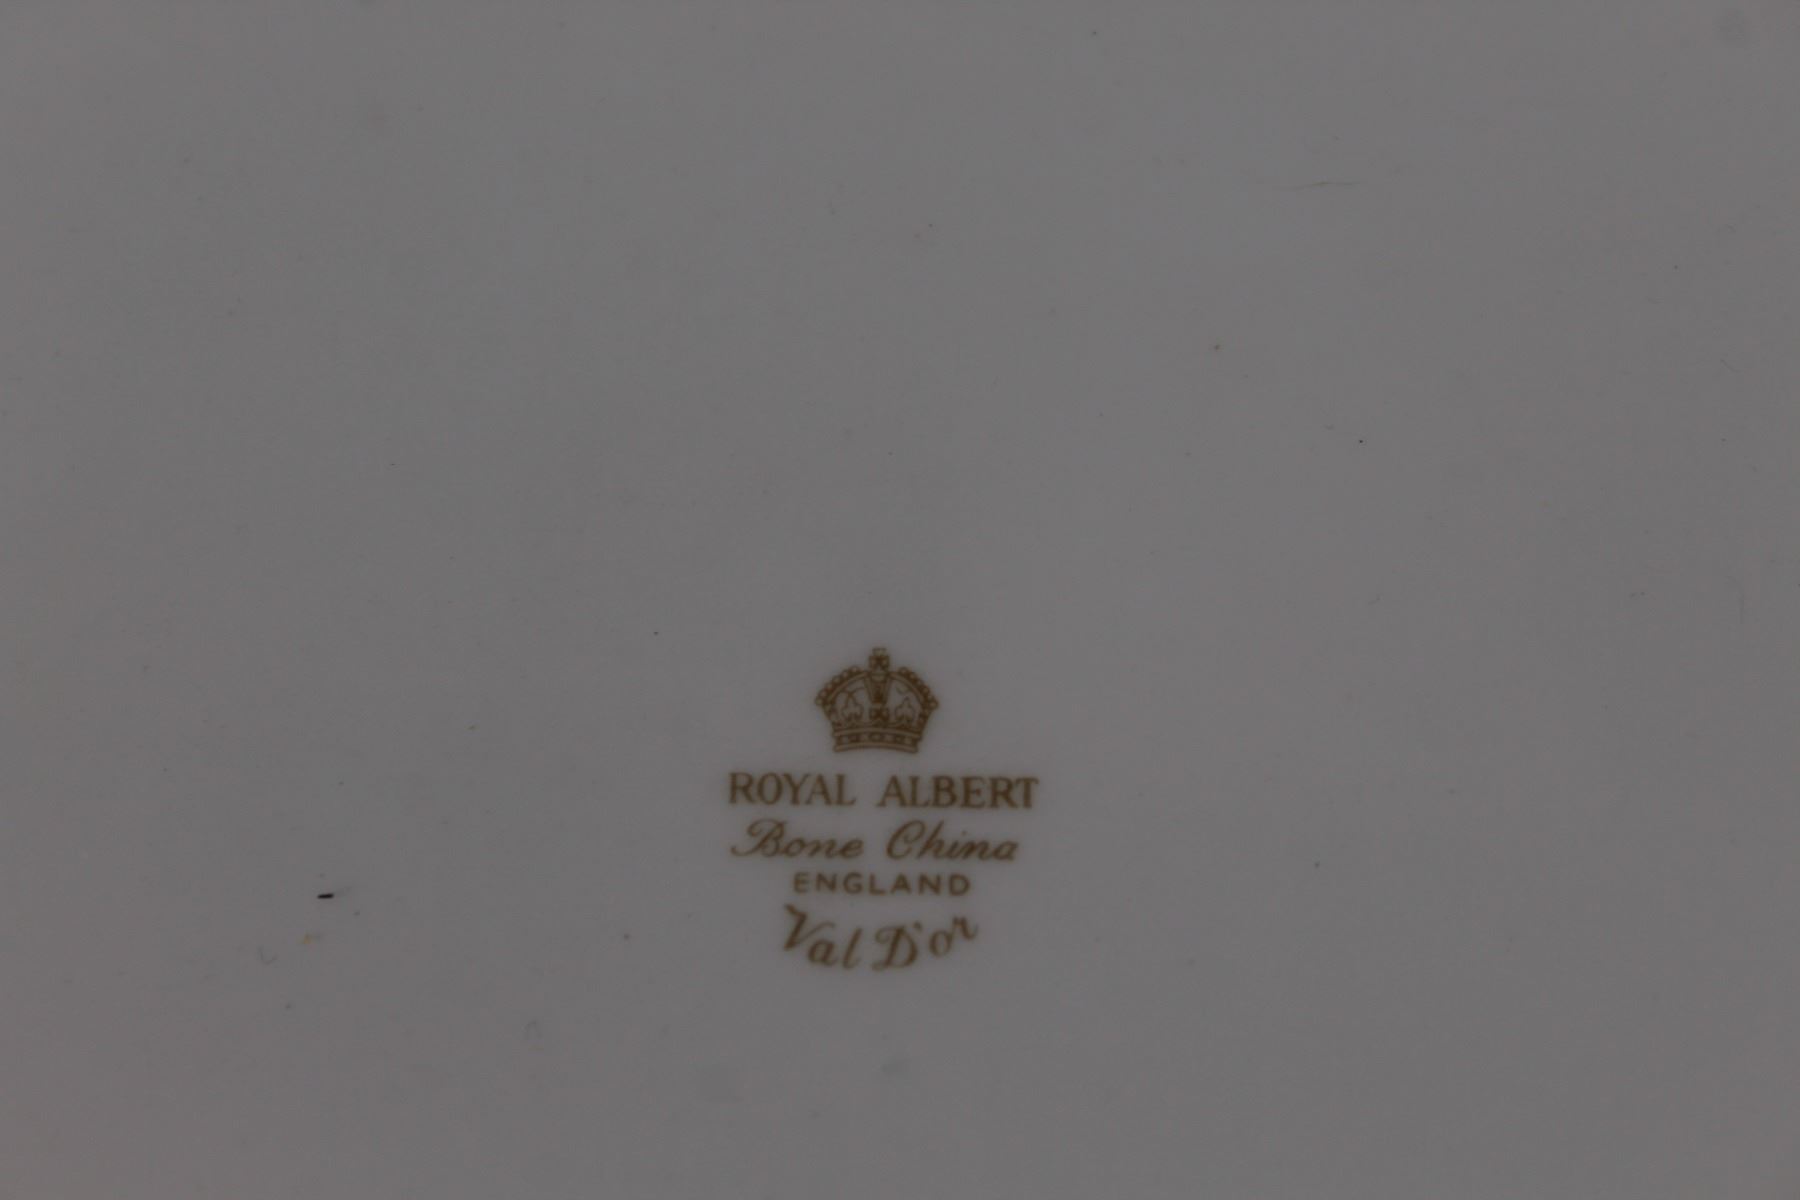 ROYAL ALBERT
Bone China
ENGLAND
Val D'or